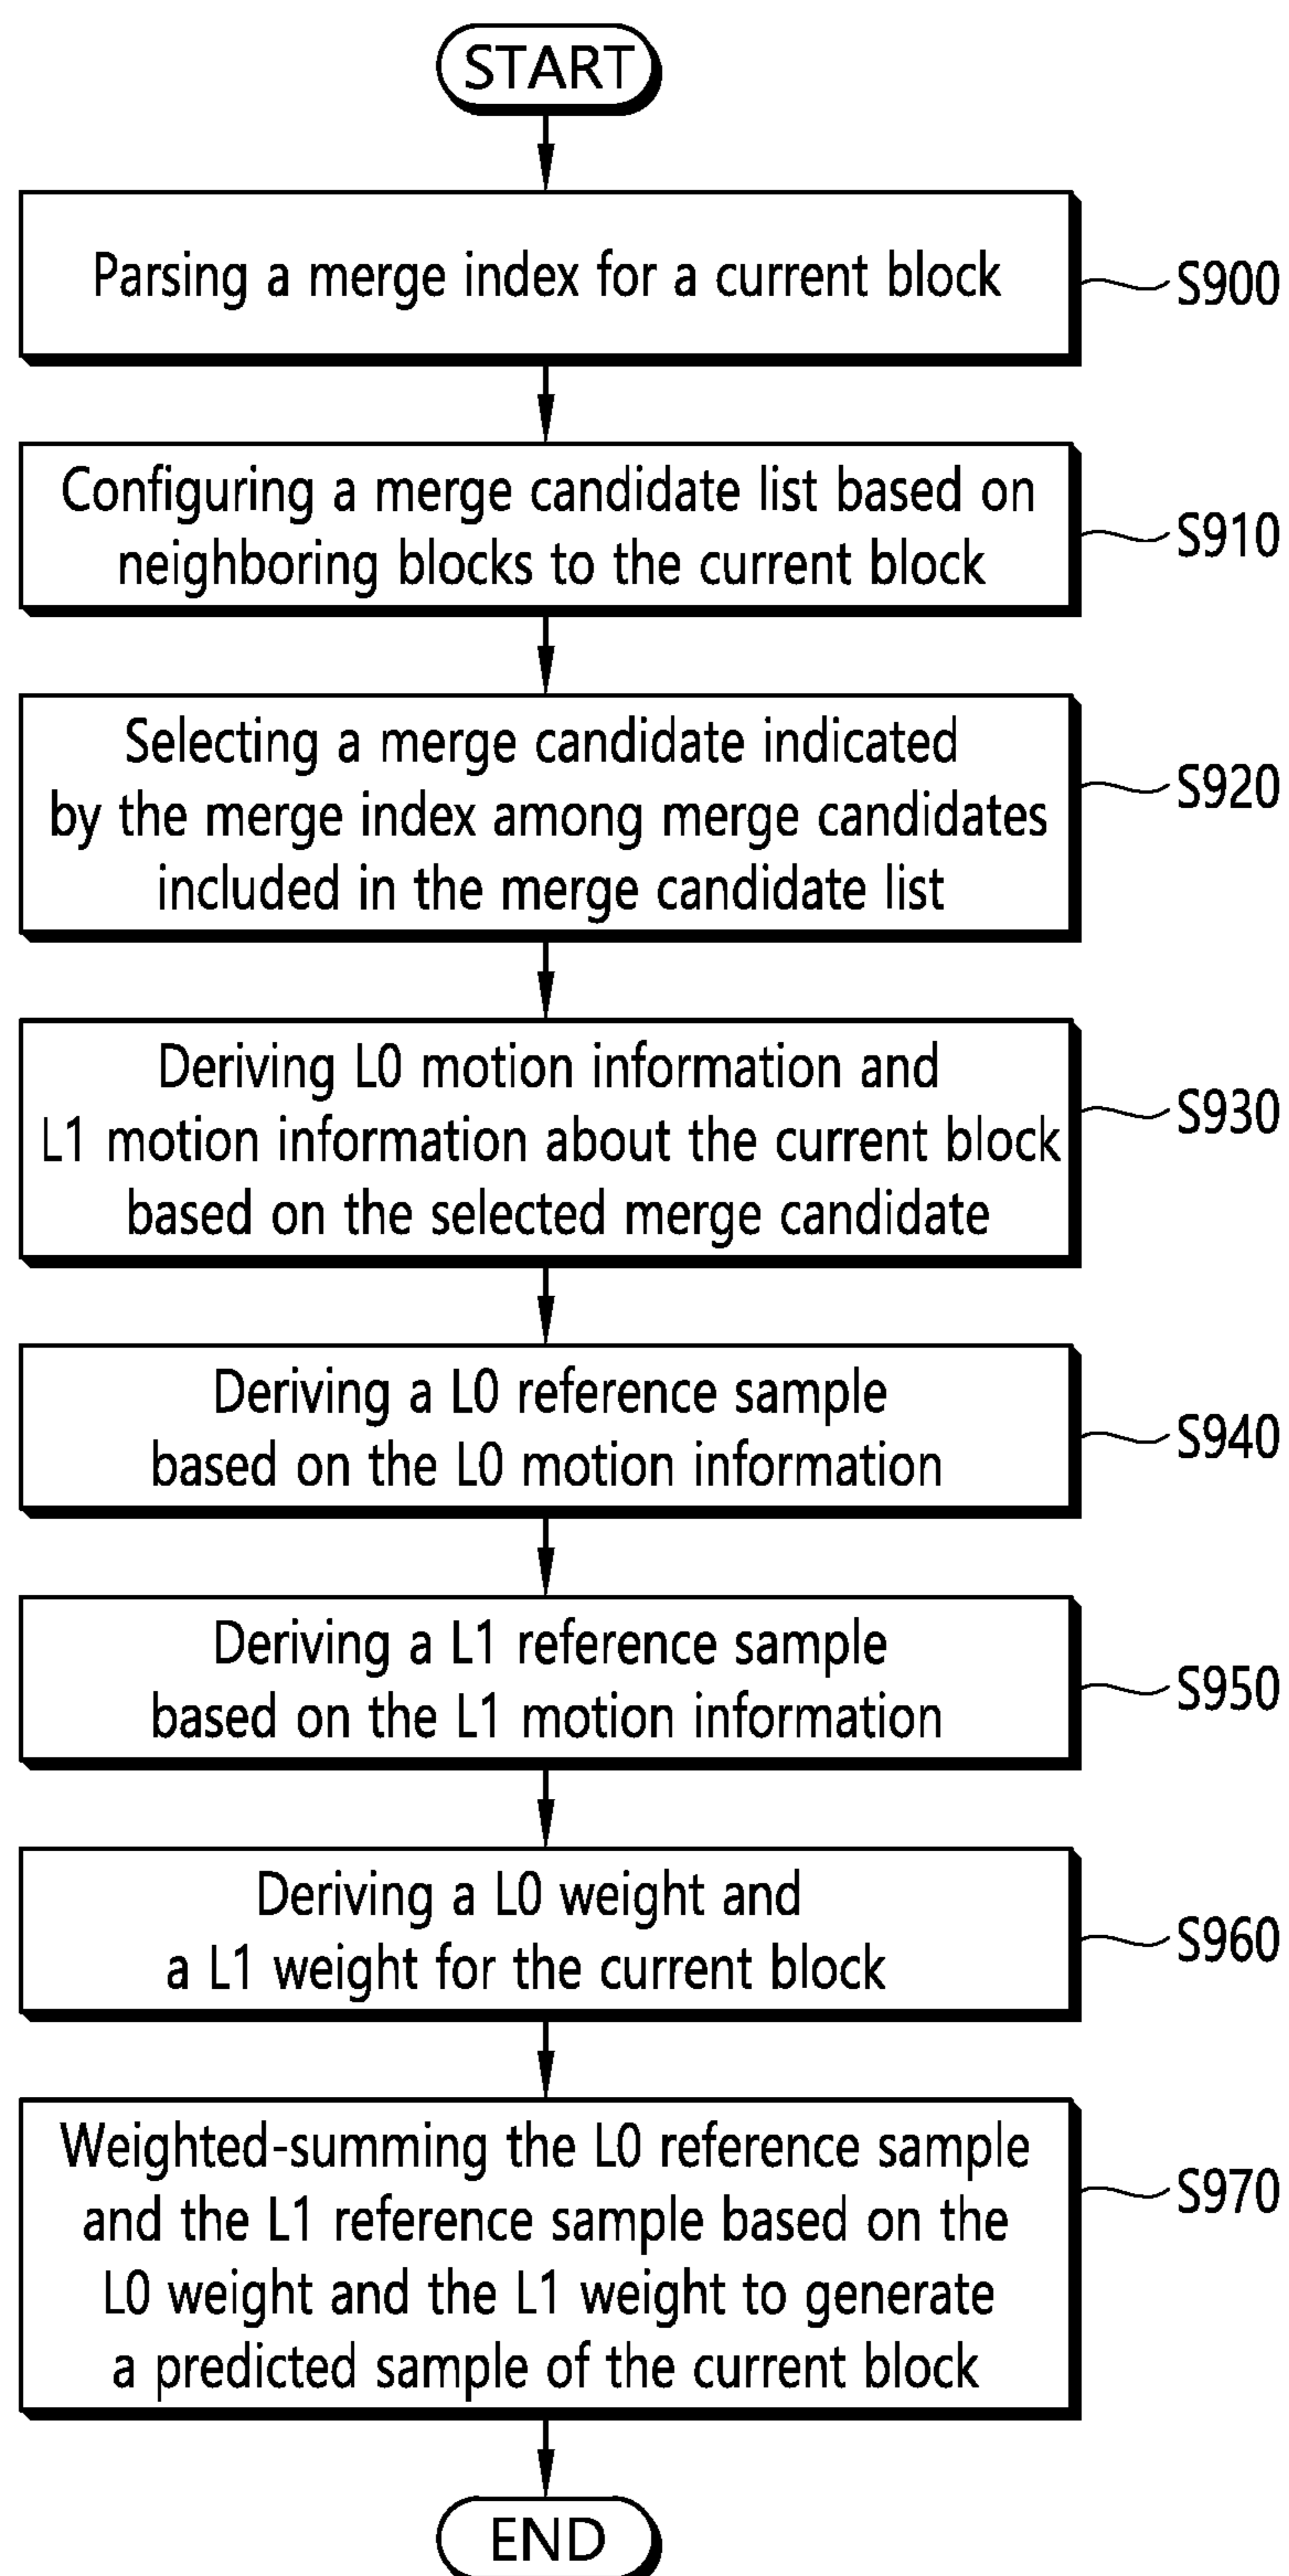 START
Parsing a merge index for a current block
S900
Configuring a merge candidate list based on
neighboring blocks to the current block
S910
Selecting a merge candidate indicated
by the merge index among merge candidates
included in the merge candidate list
S920
Deriving L0 motion information and
L1 motion information about the current block
based on the selected merge candidate
S930
Deriving a L0 reference sample
based on the L0 motion information
S940
Deriving a L1 reference sample
based on the L1 motion information
S950
Deriving a L0 weight and
a L1 weight for the current block
S960
Weighted-summing the L0 reference sample
and the L1 reference sample based on the
L0 weight and the L1 weight to generate
a predicted sample of the current block
S970
END